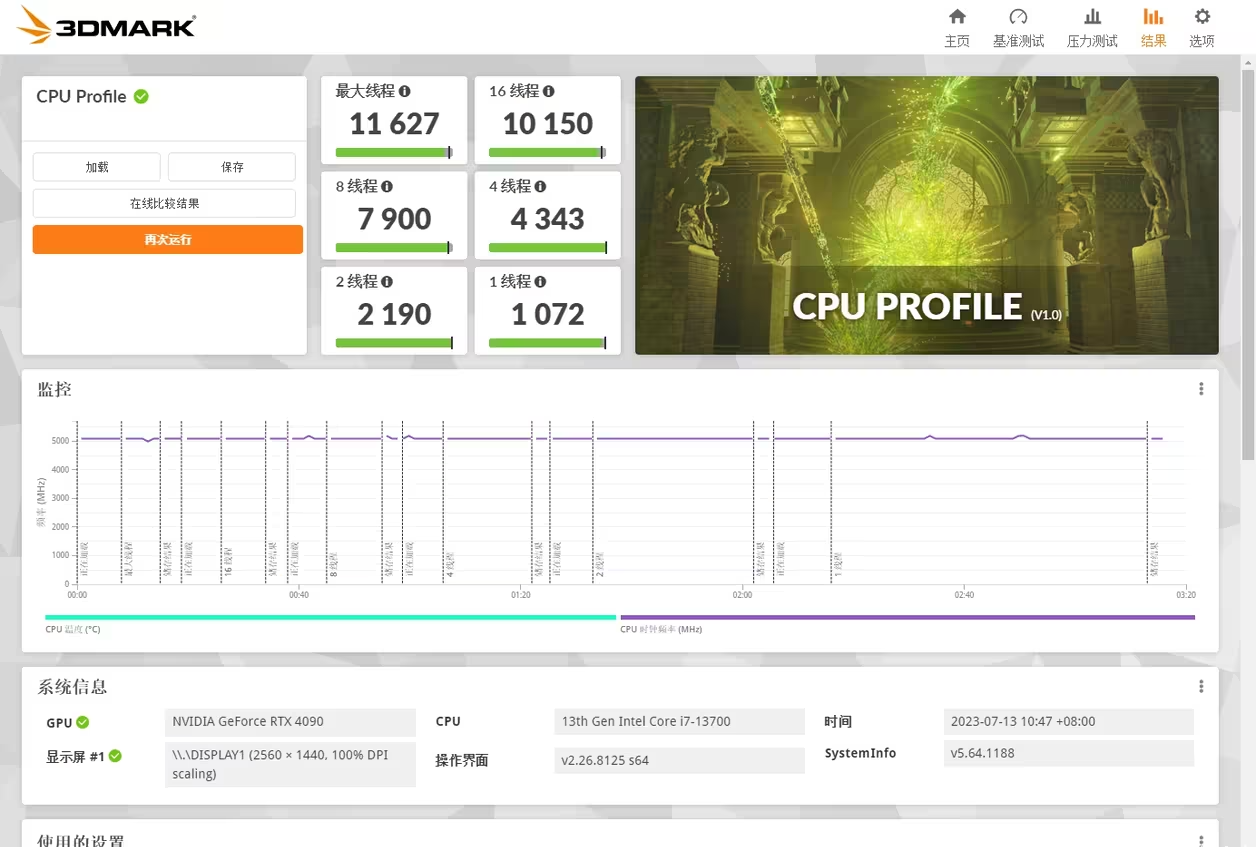 3DMARK
主页
基准测试
压力测试
结果
选项
CPU Profile
加载
保存
在线比较结果
再次运行
最大线程
11 627
16 线程
10 150
8 线程
7 900
4 线程
4 343
2 线程
2 190
1 线程
1 072
CPU PROFILE (V1.0)
监控
频率 (MHz)
5000
4000
3000
2000
1000
0
正在加载
最大线程
储存结果
正在加载
16 线程
储存结果
正在加载
8 线程
储存结果
正在加载
4 线程
储存结果
正在加载
2 线程
储存结果
正在加载
1 线程
储存结果
00:00
00:40
01:20
02:00
02:40
03:20
CPU 温度 (°C)
CPU 时钟频率 (MHz)
系统信息
GPU
NVIDIA GeForce RTX 4090
CPU
13th Gen Intel Core i7-13700
时间
2023-07-13 10:47 +08:00
显示屏 #1
\\.\DISPLAY1 (2560 × 1440, 100% DPI
scaling)
操作界面
v2.26.8125 s64
SystemInfo
v5.64.1188
使用的设置